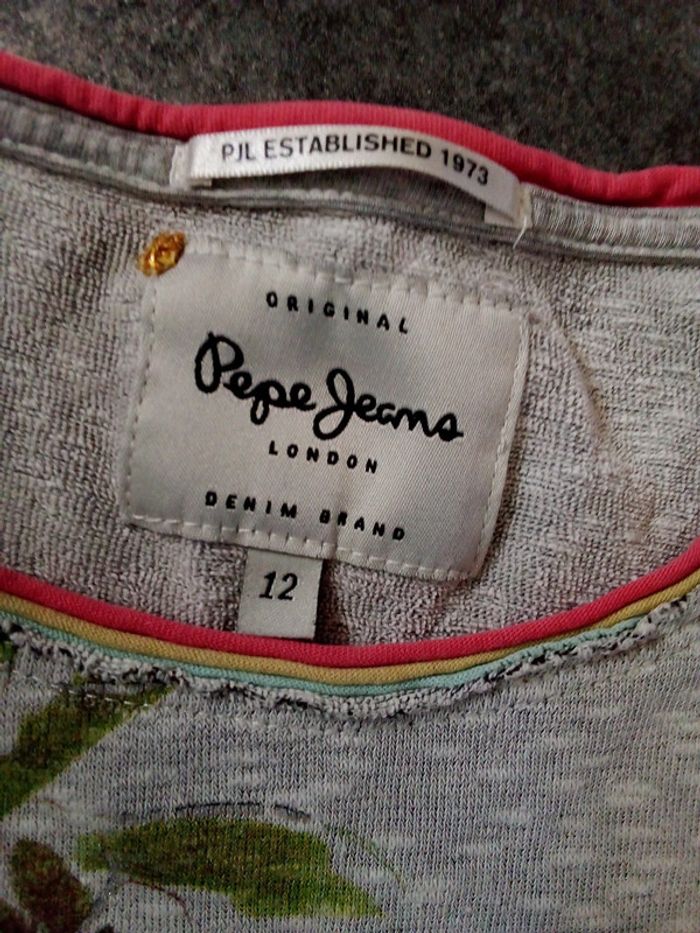 PJL ESTABLISHED 1973
ORIGINAL
Pepe Jeans
LONDON
DENIM BRAND
12